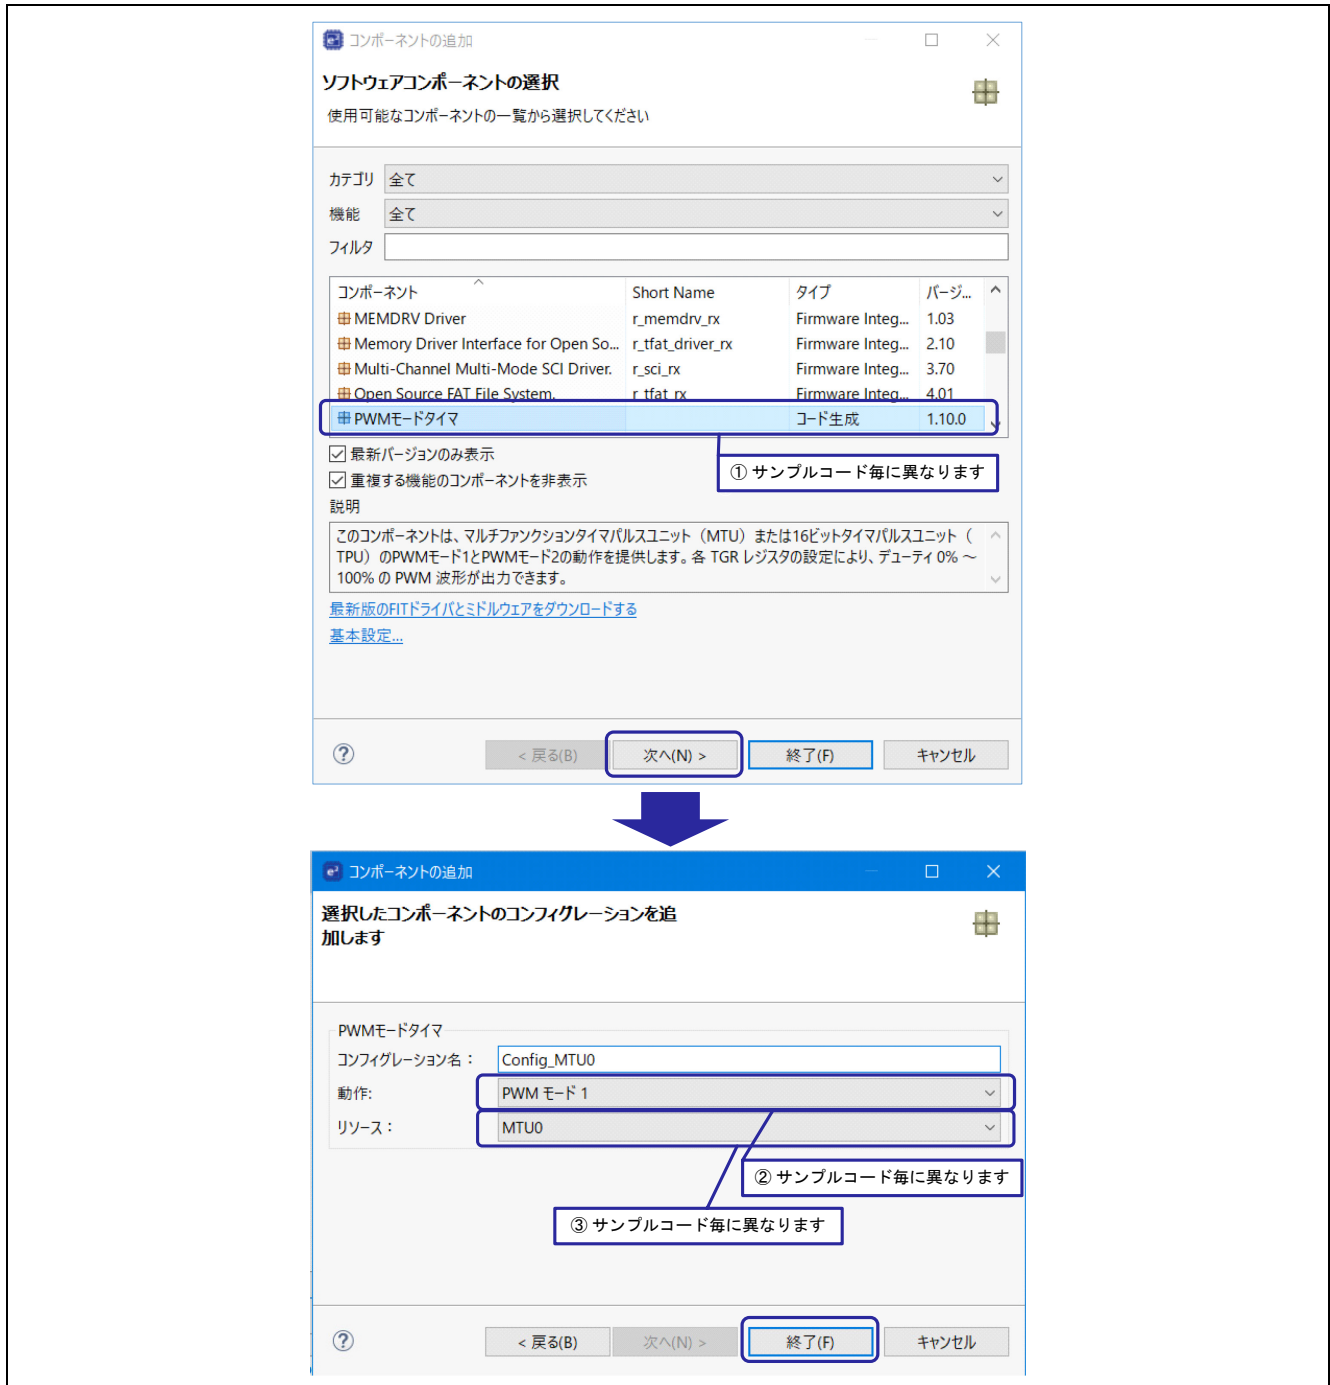 コンポーネントの追加
ソフトウェアコンポーネントの選択
使用可能なコンポーネントの一覧から選択してください
カテゴリ 全て
機能 全て
フィルタ
コンポーネント Short Name タイプ バージ...
MEMDRV Driver r_memdrv_rx Firmware Integ... 1.03
Memory Driver Interface for Open So... r_tfat_driver_rx Firmware Integ... 2.10
Multi-Channel Multi-Mode SCI Driver. r_sci_rx Firmware Integ... 3.70
Open Source FAT File System. r_tfat_rx Firmware Integ... 4.01
PWMモードタイマ コード生成 1.10.0
最新バージョンのみ表示
① サンプルコード毎に異なります
重複する機能のコンポーネントを非表示
説明
このコンポーネントは、マルチファンクションタイマパルスユニット（MTU）または16ビットタイマパルスユニット（
TPU）のPWMモード1とPWMモード2の動作を提供します。各 TGR レジスタの設定により、デューティ 0% ～
100% の PWM 波形が出力できます。
最新版のFITドライバとミドルウェアをダウンロードする
基本設定...
< 戻る(B) 次へ(N) > 終了(F) キャンセル
e² コンポーネントの追加
選択したコンポーネントのコンフィグレーションを追
加します
PWMモードタイマ
コンフィグレーション名： Config_MTU0
動作: PWM モード 1
リソース： MTU0
② サンプルコード毎に異なります
③ サンプルコード毎に異なります
< 戻る(B) 次へ(N) > 終了(F) キャンセル